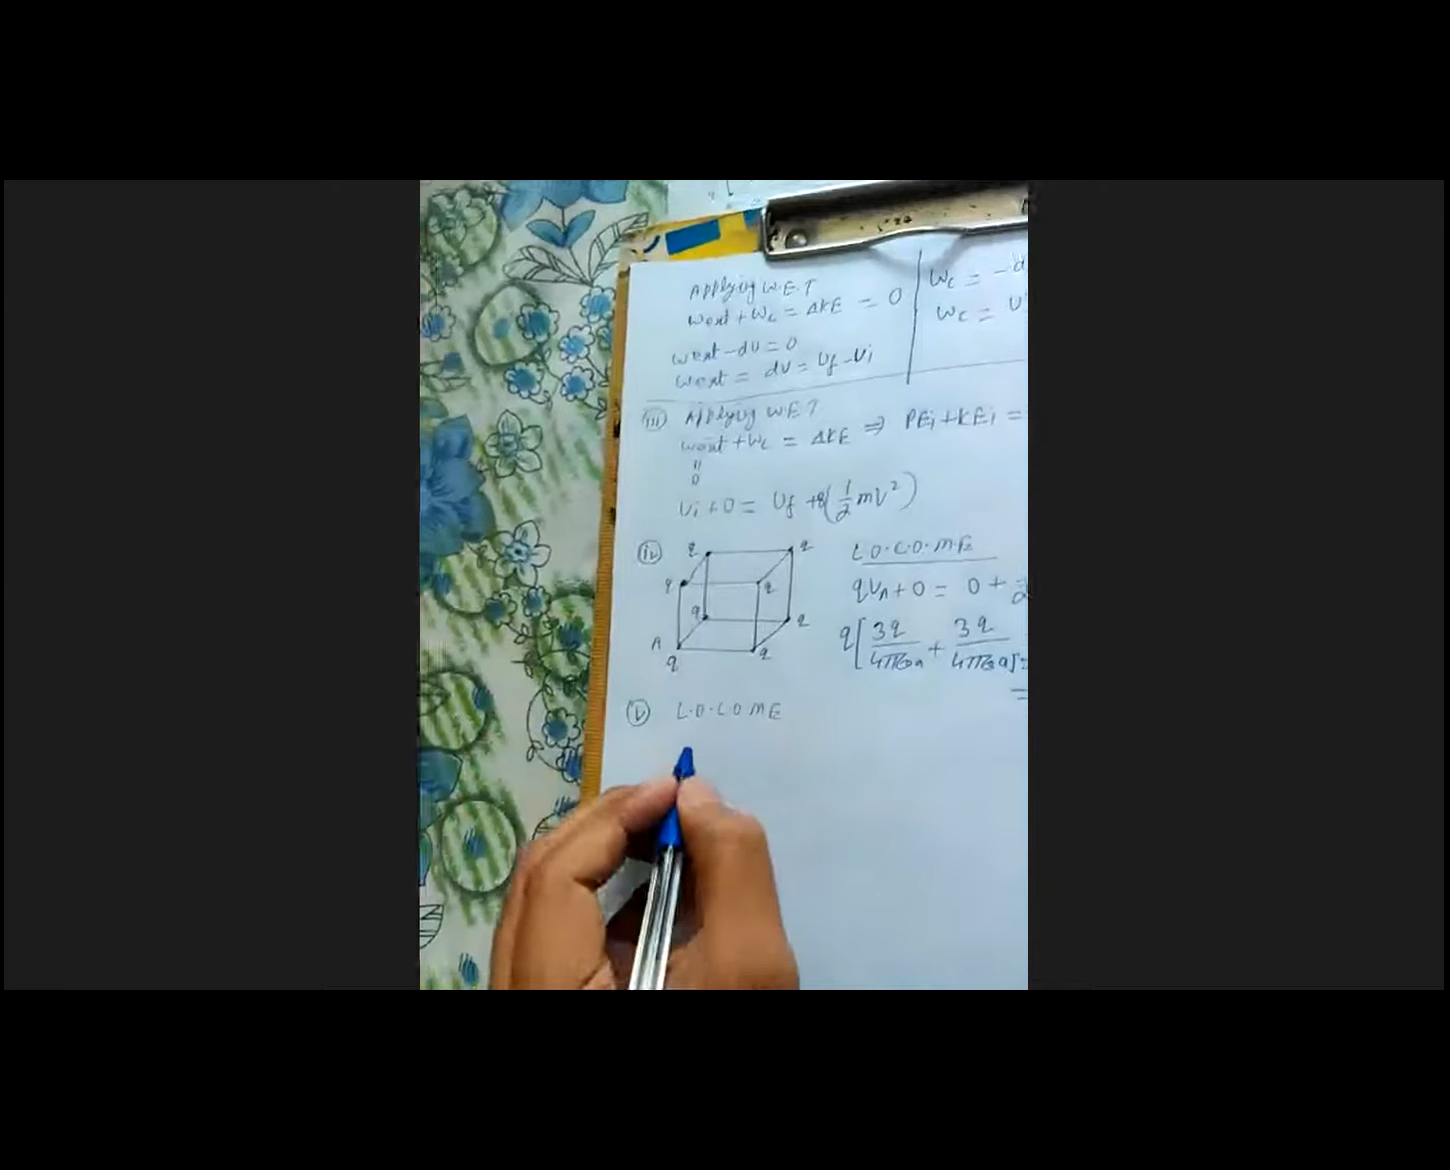 Applying W.E.T
Wext + Wc = ΔKE = 0
Wext - dU = 0
Wext = dU = Uf - Ui
Wc = - d
Wc = U
(iii) Applying W.E.T
Wext + Wc = ΔKE ⇒ PEi + KEi =
"
0
Ui + 0 = Uf + 8(1/2 mv²)
(iv)
q q
q q
q q
A
q q
L.O.C.O.M.E
qVA + 0 = 0 +
q[3q/4πε0a + 3q/4πε0a
=
(v) L.O.C.O M E